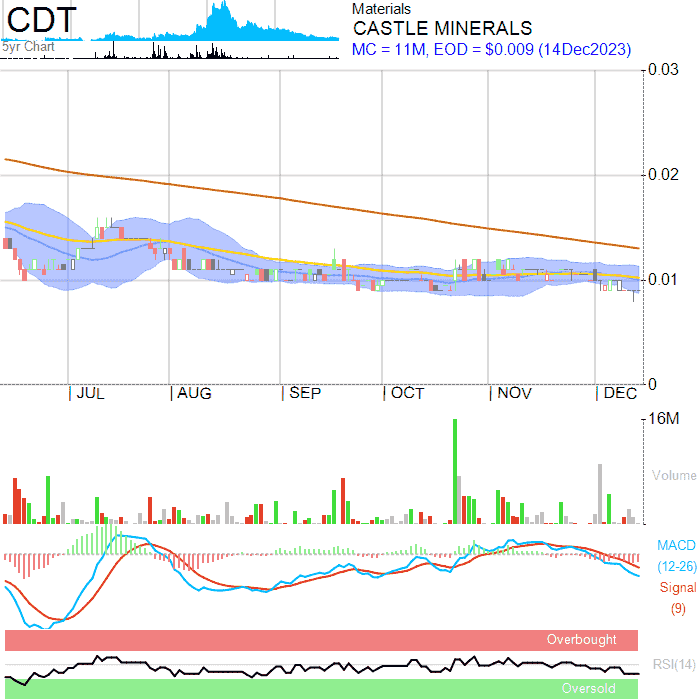 CDT
5yr Chart
Materials
CASTLE MINERALS
MC = 11M, EOD = $0.009 (14Dec2023)
0.03
0.02
0.01
0
JUL
AUG
SEP
OCT
NOV
DEC
16M
Volume
MACD
(12-26)
Signal
(9)
Overbought
RSI(14)
Oversold